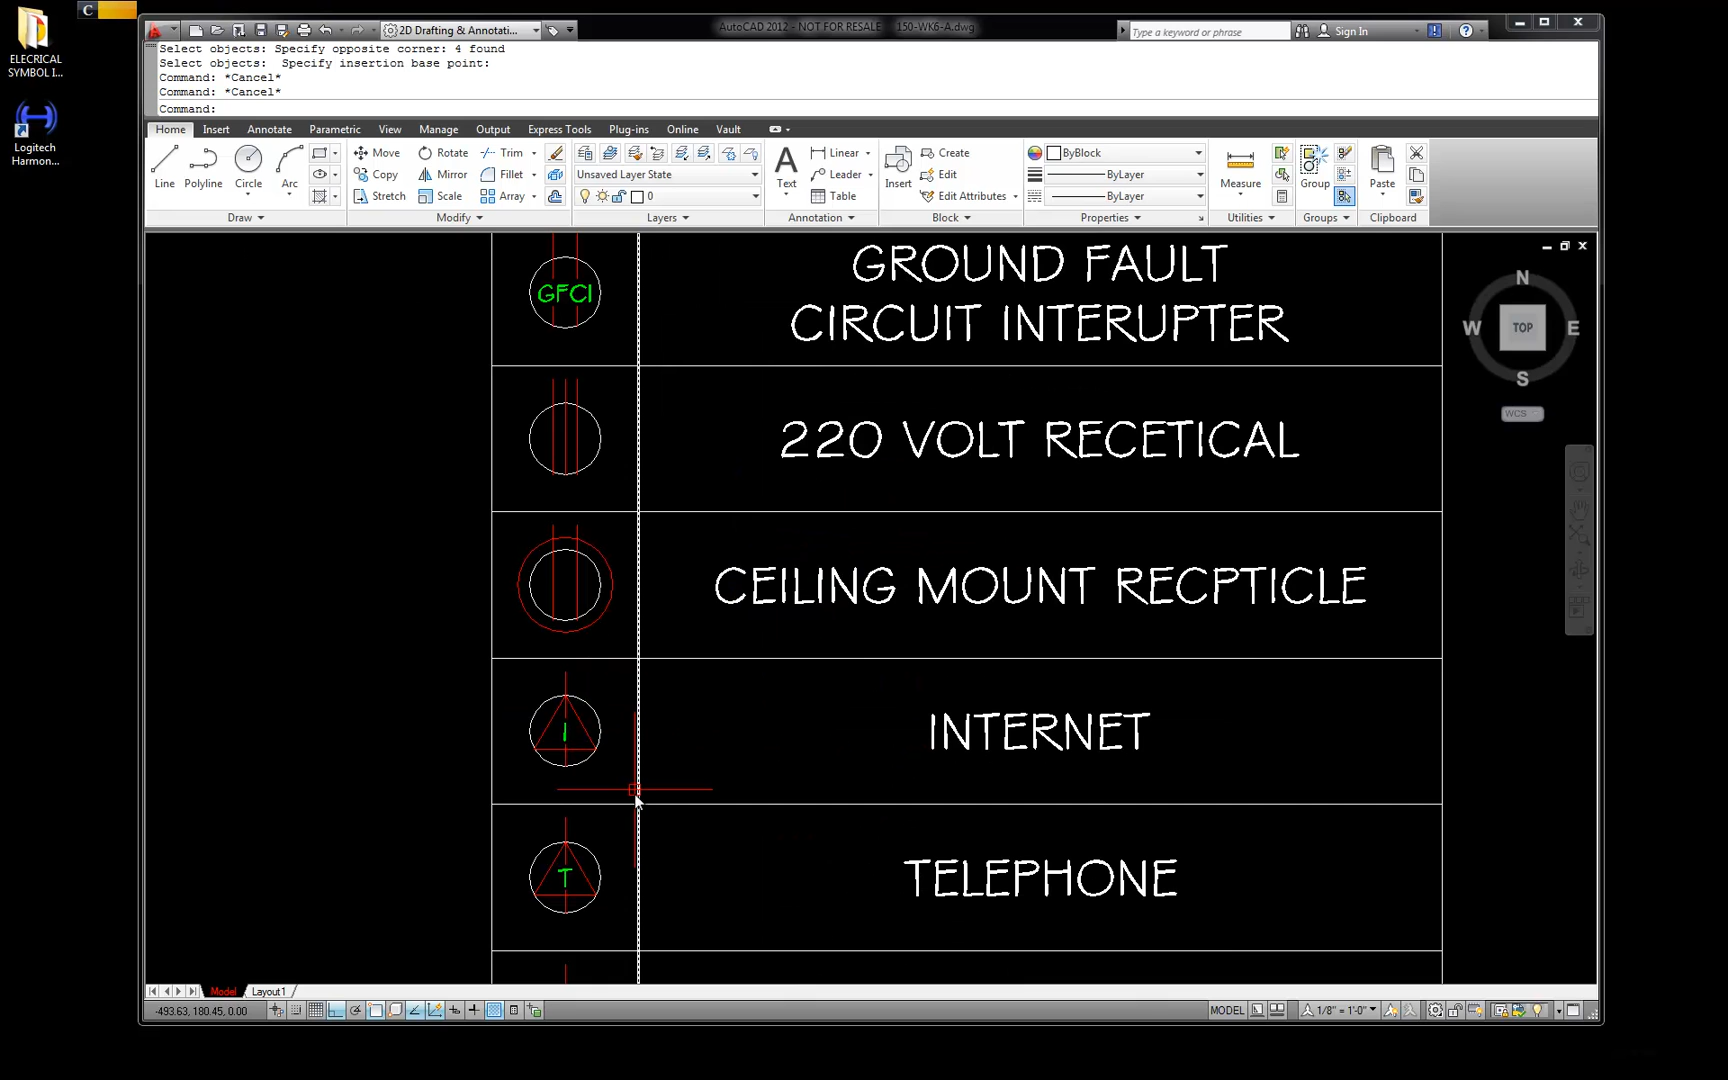 C
ELECRICAL
SYMBOL I...
Logitech
Harmon...
2D Drafting & Annotati...
AutoCAD 2012 - NOT FOR RESALE 150-WK6-A.dwg
Type a keyword or phrase
Sign In
Select objects: Specify opposite corner: 4 found
Select objects: Specify insertion base point:
Command: *Cancel*
Command: *Cancel*
Command:
Home Insert Annotate Parametric View Manage Output Express Tools Plug-ins Online Vault
Line Polyline Circle Arc
Move Rotate Trim
Copy Mirror Fillet
Stretch Scale Array
Unsaved Layer State
0
Text
Linear
Leader
Table
Insert
Create
Edit
Edit Attributes
ByBlock
ByLayer
ByLayer
Measure
Group
Paste
Draw Modify Layers Annotation Block Properties Utilities Groups Clipboard
GFCI
GROUND FAULT
CIRCUIT INTERUPTER
220 VOLT RECETICAL
CEILING MOUNT RECPTICLE
I
INTERNET
T
TELEPHONE
N
W TOP E
S
WCS
Model Layout1
-493.63, 180.45, 0.00
MODEL
1/8" = 1'-0"